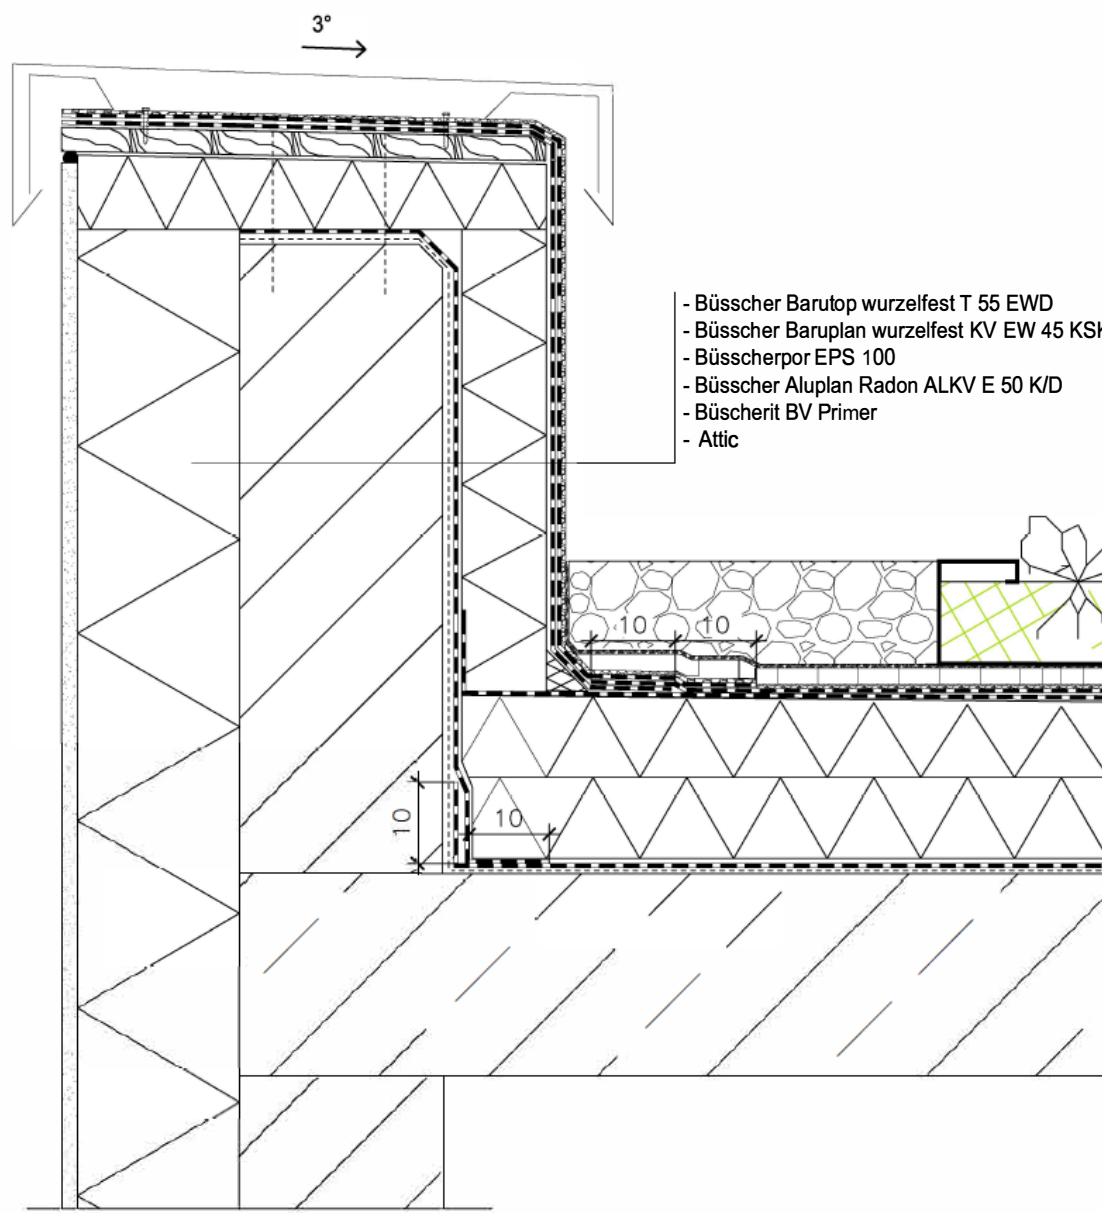 3°
- Büsscher Barutop wurzelfest T 55 EWD
- Büsscher Baruplan wurzelfest KV EW 45 KSK
- Büsscherpor EPS 100
- Büsscher Aluplan Radon ALKV E 50 K/D
- Büscherit BV Primer
- Attic
10 10
10
10